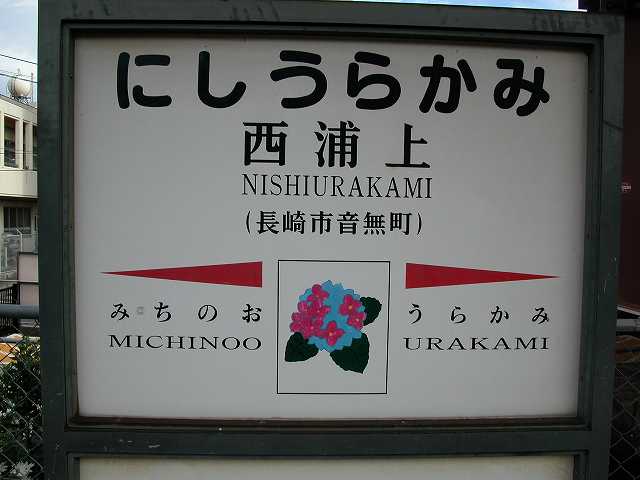 にしうらかみ
西浦上
NISHIURAKAMI
(長崎市音無町)
みちのお うらかみ
MICHINOO URAKAMI